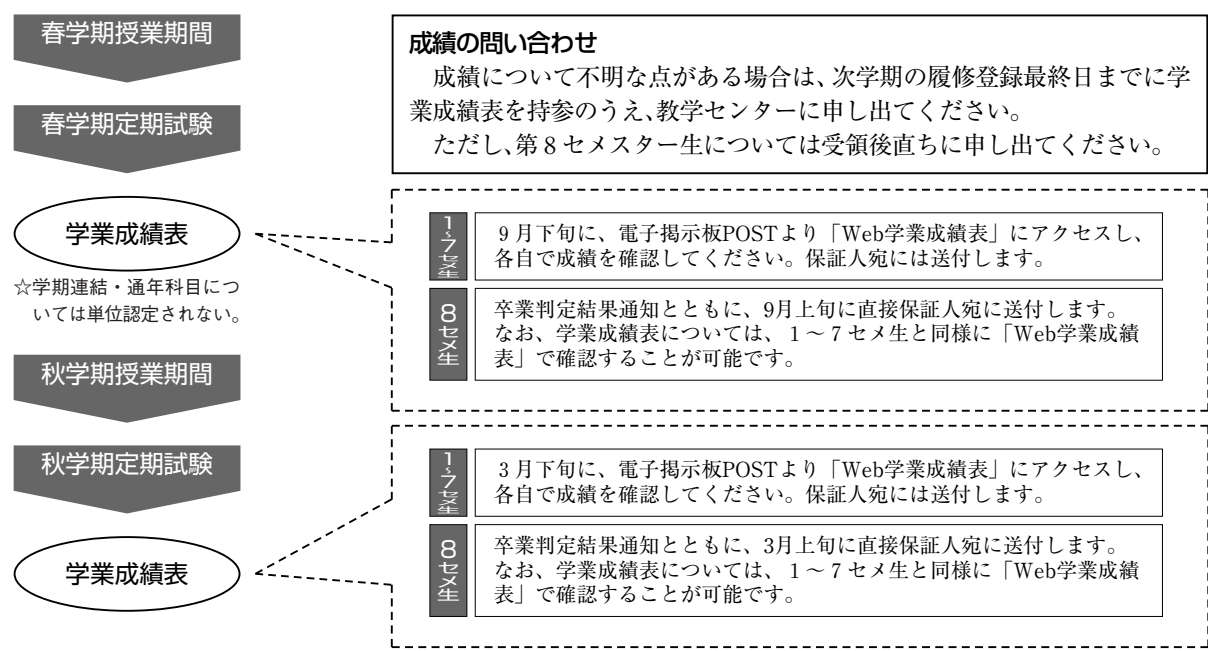 春学期授業期間
春学期定期試験
学業成績表
☆学期連結・通年科目につ
いては単位認定されない。
秋学期授業期間
秋学期定期試験
学業成績表
成績の問い合わせ
成績について不明な点がある場合は、次学期の履修登録最終日までに学
業成績表を持参のうえ、教学センターに申し出てください。
ただし、第8セメスター生については受領後直ちに申し出てください。
1〜7セメ生
9月下旬に、電子掲示板POSTより「Web学業成績表」にアクセスし、
各自で成績を確認してください。保証人宛には送付します。
8セメ生
卒業判定結果通知とともに、9月上旬に直接保証人宛に送付します。
なお、学業成績表については、1〜7セメ生と同様に「Web学業成績
表」で確認することが可能です。
1〜7セメ生
3月下旬に、電子掲示板POSTより「Web学業成績表」にアクセスし、
各自で成績を確認してください。保証人宛には送付します。
8セメ生
卒業判定結果通知とともに、3月上旬に直接保証人宛に送付します。
なお、学業成績表については、1〜7セメ生と同様に「Web学業成績
表」で確認することが可能です。